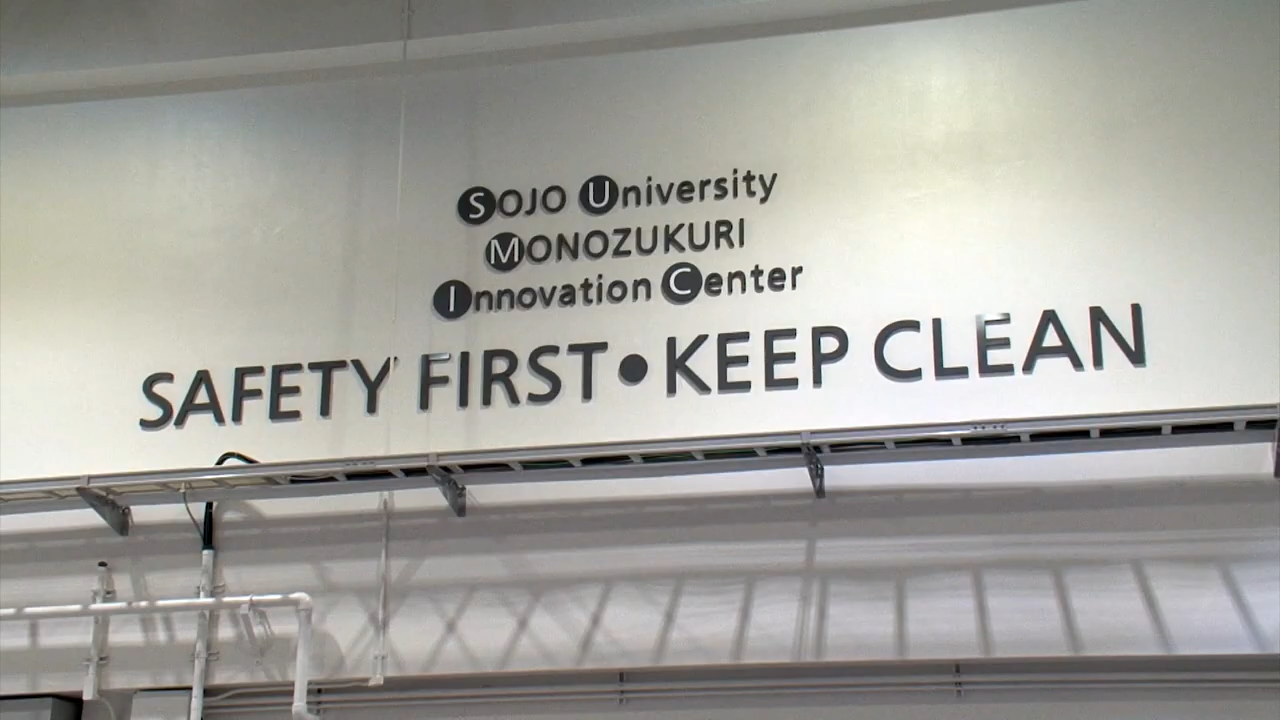 SOJO University
MONOZUKURI
Innovation Center
SAFETY FIRST•KEEP CLEAN